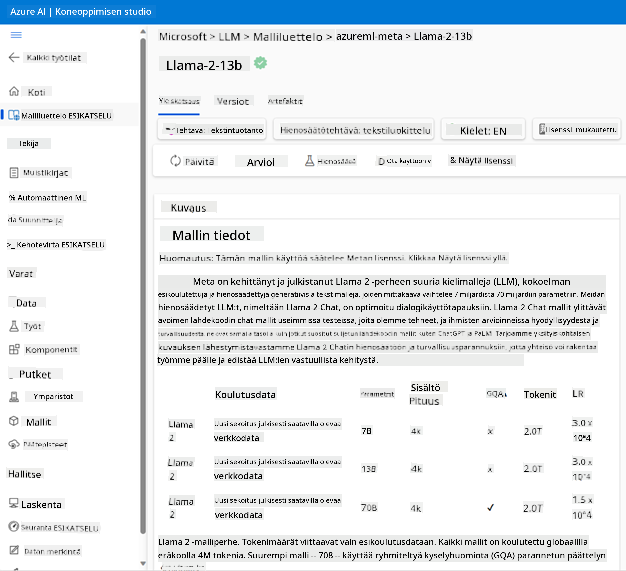 Azure AI | Koneoppimisen studio
Microsoft > LLM > Malliluettelo > azureml-meta > Llama-2-13b
Kaikki työtilat
Koti
Malliluettelo ESIKATSELU
Tekijä
Muistikirjat
Automaattinen ML
Suunnittelija
>_ Kehotevirta ESIKATSELU
Varat
Data
Työt
Komponentit
Putket
Ympäristöt
Mallit
Päätepisteet
Hallitse
Laskenta
Seuranta ESIKATSELU
Datan merkintä
Llama-2-13b
Yleiskatsaus Versiot Artefaktit
Tehtävä: Tekstintuotanto Hienosäätötehtävä: tekstiluokittelu Kielet: EN Lisenssi: mukautettu
Päivitä Arvioi Hienosäädä Ota käyttöön & Näytä lisenssi
Kuvaus
Mallin tiedot
Huomautus: Tämän mallin käyttöä säätelee Metan lisenssi. Klikkaa Näytä lisenssi yllä.
Meta on kehittänyt ja julkistanut Llama 2 -perheen suuria kielimalleja (LLM), kokoelman
esikoulutettuja ja hienosäädettyjä generatiivisia tekstimalleja, joiden mittakaava vaihtelee 7 miljardista 70 miljardiin parametriin. Meidän
hienosäädetyt LLM:t, nimeltään Llama 2 Chat, on optimoitu dialogikäyttötapauksiin. Llama 2 Chat mallit ylittävät
avoimen lähdekoodin chat mallit useimmissa testeissä, joita olemme tehneet, ja ihmisten arvioinneissa hyödyllisyydestä ja
turvallisuudesta, ne ovat samalla tasolla kuin jotkut suositut suljetun lähdekoodin mallit kuten ChatGPT ja PaLM. Tarjoamme yksityiskohtaisen
kuvauksen lähestymistavastamme Llama 2 Chatin hienosäätöön ja turvallisuusparannuksiin, jotta yhteisö voi rakentaa
työmme päälle ja edistää LLM:len vastuullista kehitystä.
Koulutusdata Parametrit Sisältö Pituus GQA Tokenit LR
Llama 2 Uusi sekoitus julkisesti saatavilla olevaa verkkodataa 7B 4k x 2.0T 3.0 x 10^4
Llama 2 Uusi sekoitus julkisesti saatavilla olevaa verkkodataa 13B 4k x 2.0T 3.0 x 10^4
Llama 2 Uusi sekoitus julkisesti saatavilla olevaa verkkodataa 70B 4k ✓ 2.0T 1.5 x 10^4
Llama 2 -malliperhe. Tokenimäärät viittaavat vain esikoulutusdataan. Kaikki mallit on koulutettu globaalilla
eräkoolla 4M tokenia. Suurempi malli -- 70B -- käyttää ryhmiteltyä kyselyhuomiota (GQA) parannetun päättelyn